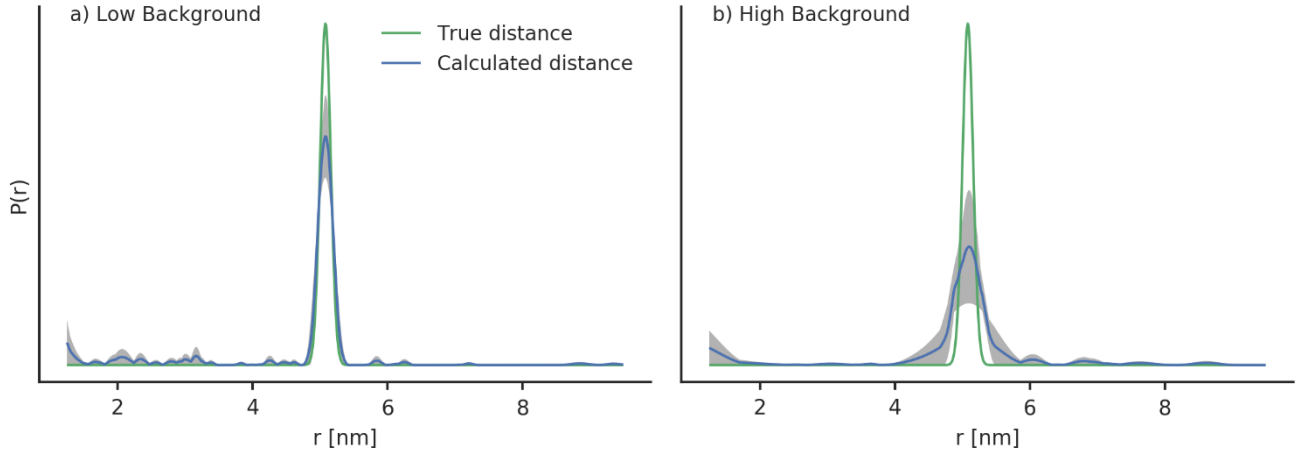 a) Low Background
True distance
Calculated distance
P(r)
2 4 6 8
r [nm]
b) High Background
2 4 6 8
r [nm]